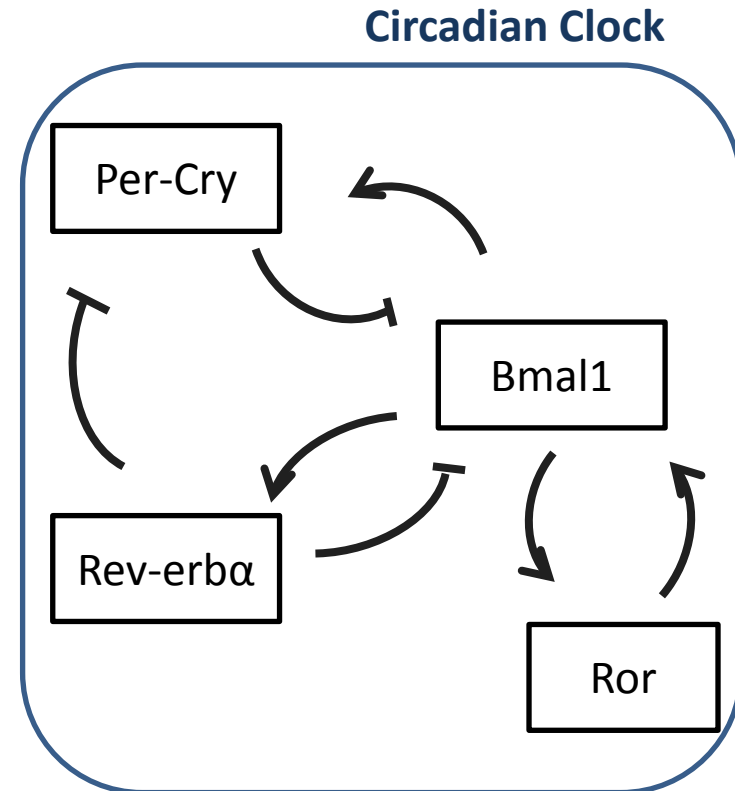 Circadian Clock
Per-Cry
Bmal1
Rev-erbα
Ror